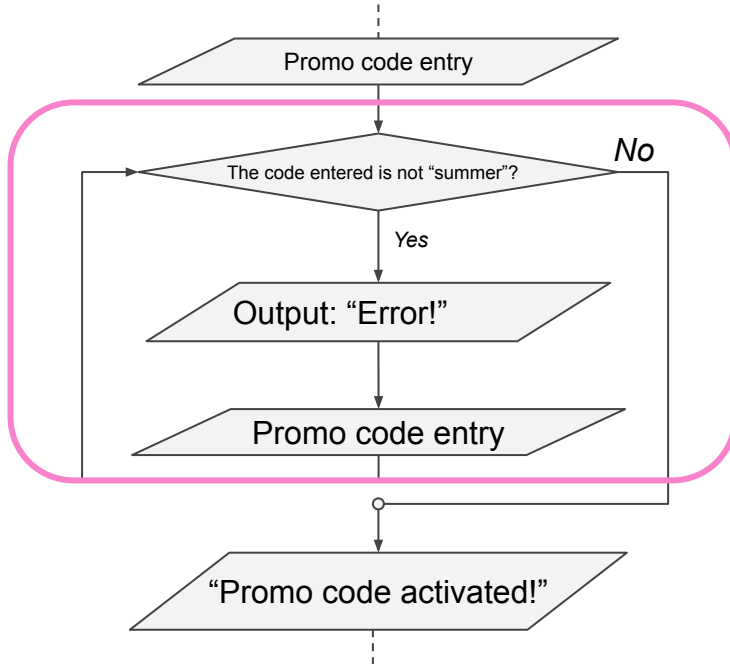 Promo code entry
The code entered is not “summer”?
No
Yes
Output: “Error!”
Promo code entry
“Promo code activated!”